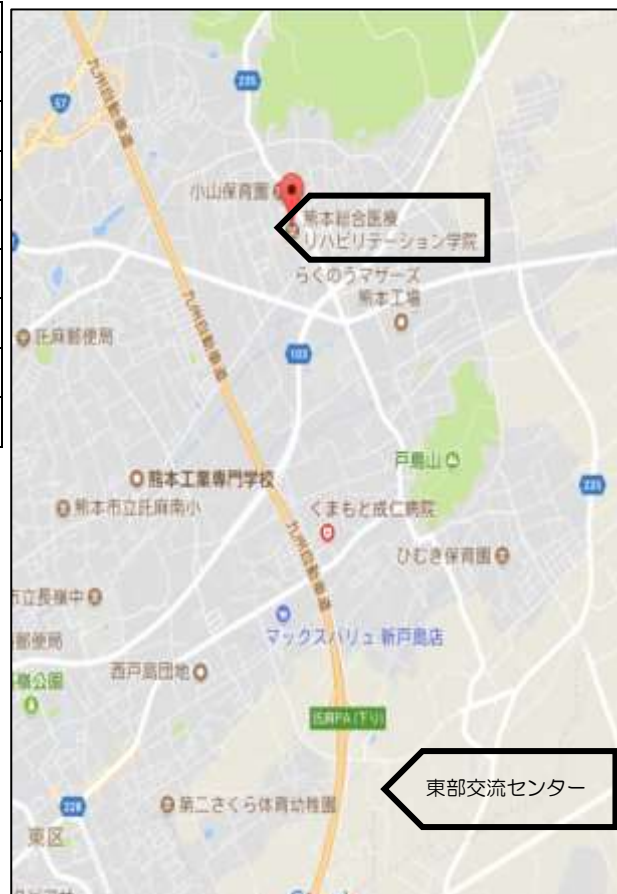 235
57
九州自動車道
小山保育園
熊本総合医療
リハビリテーション学院
らくのうマザーズ
熊本工場
託麻郵便局
九州自動車道
103
戸島山
熊本工業専門学校
235
熊本市立託麻南小
くまもと成仁病院
九州自動車道
ひむき保育園
市立長嶺中
マックスバリュ 新戸島店
郵便局
西戸島団地
嶺公園
託麻PA(下り)
東部交流センター
228
第二さくら体育幼稚園
東区